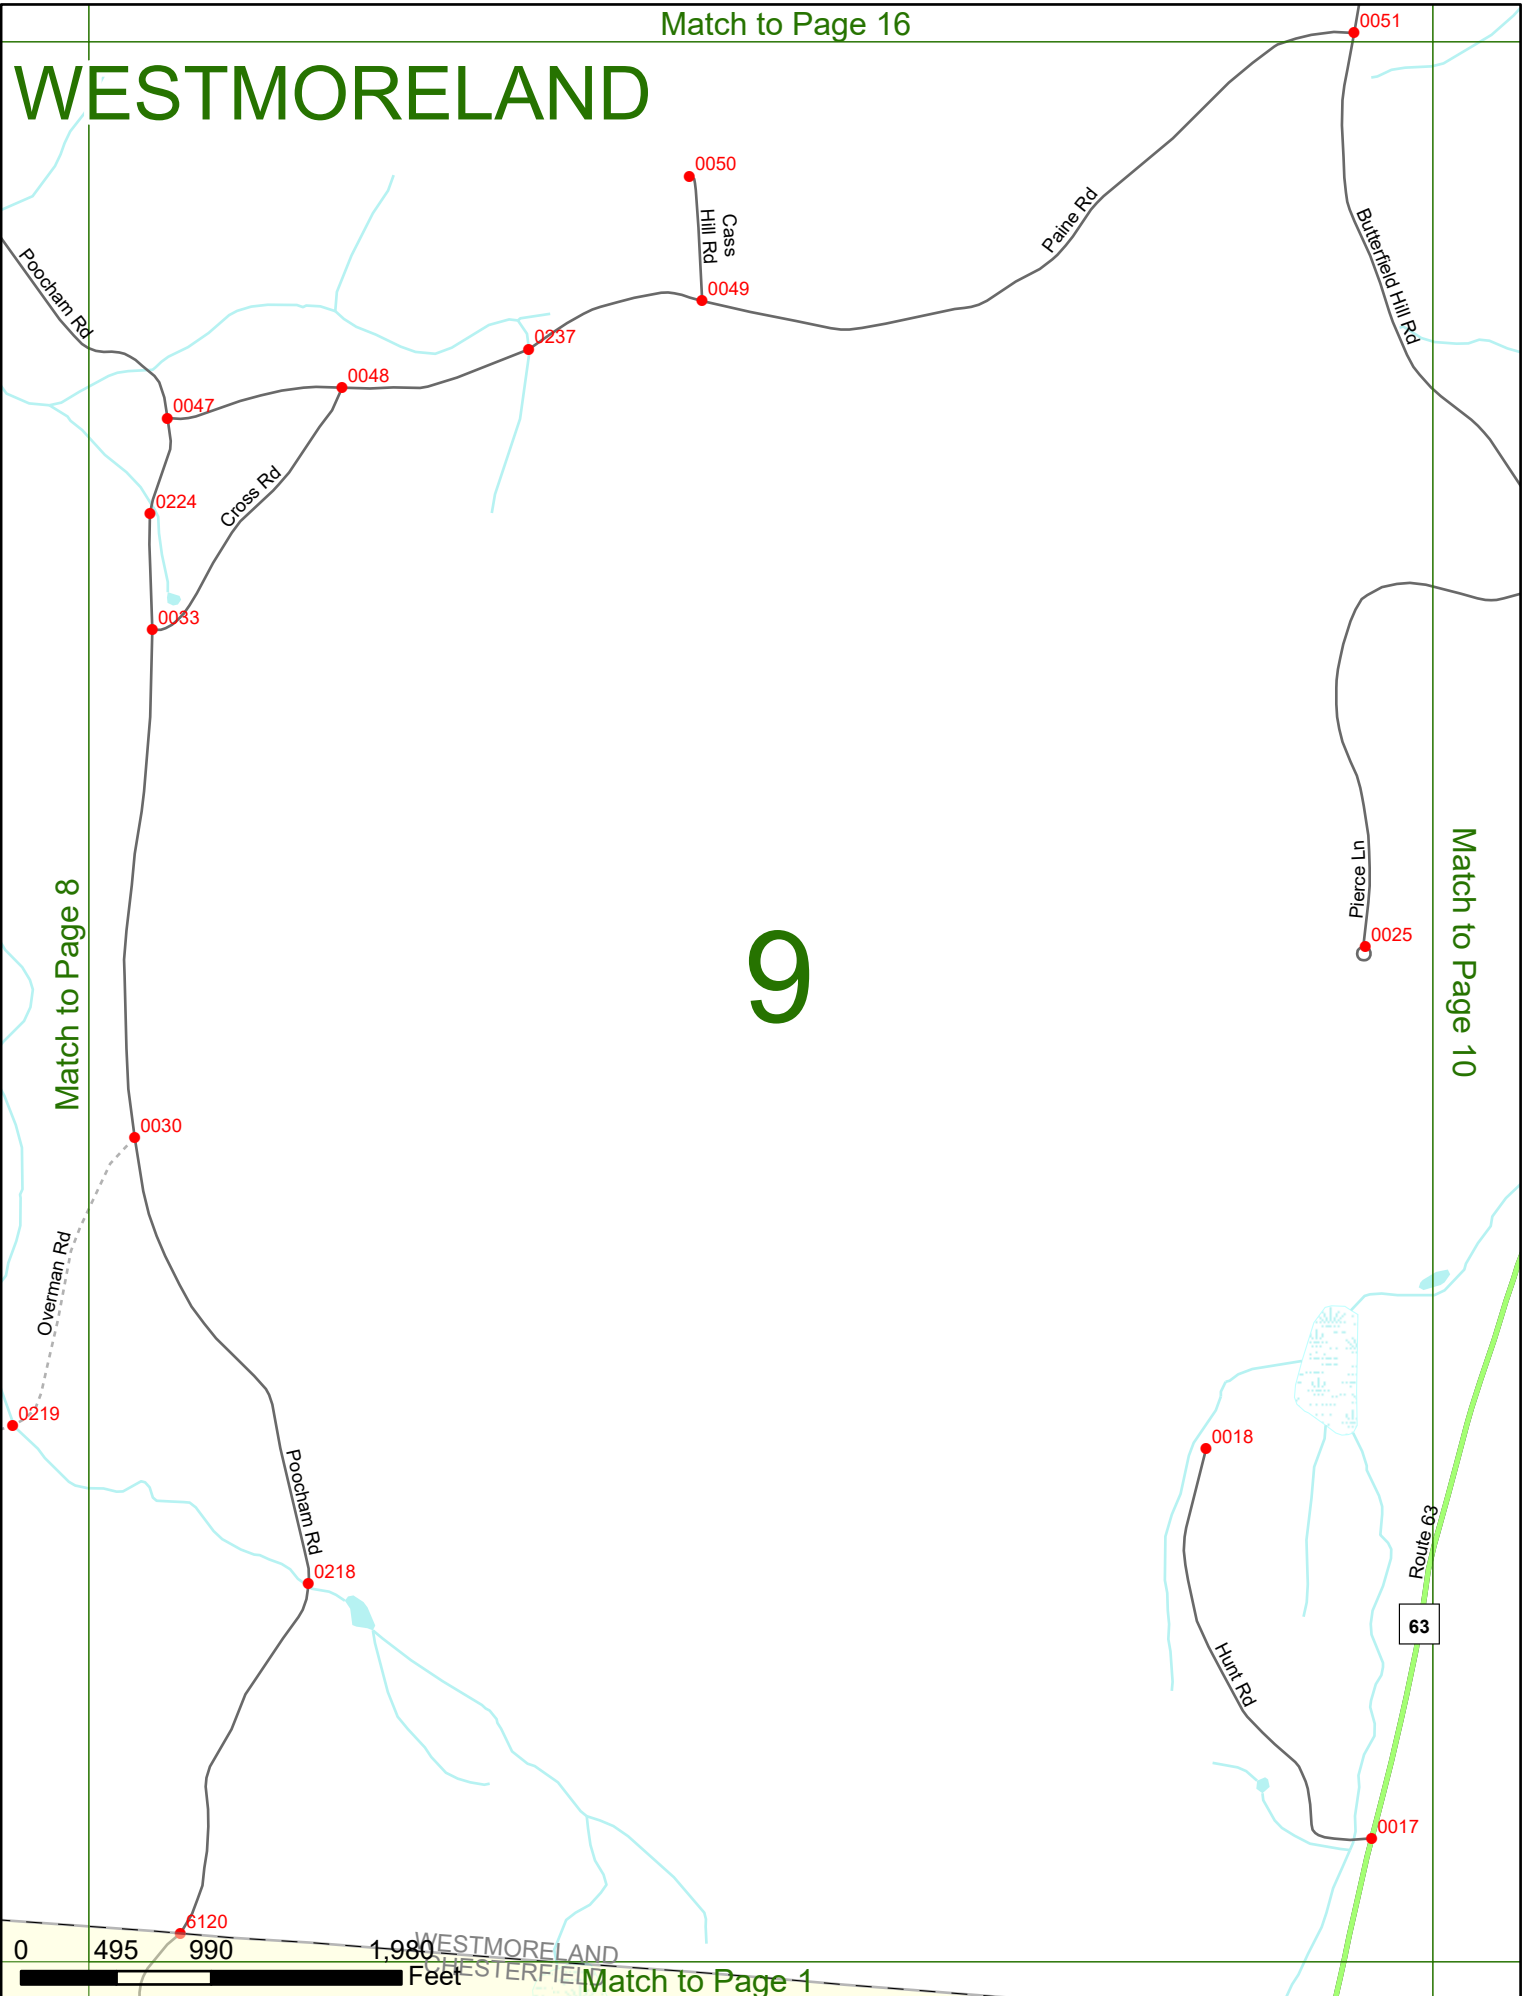 Match to Page 16
0051
WESTMORELAND
0050
Cass
Hill Rd
Paine Rd
Butterfield Hill Rd
Poocham Rd
0049
0237
0048
0047
Cross Rd
0224
0033
Match to Page 8
9
Pierce Ln
0025
Match to Page 10
0030
Overman Rd
0219
0018
Poocham Rd
Route 63
0218
63
Hunt Rd
0017
6120
0 495 990 1,980
Feet
WESTMORELAND
CHESTERFIELD
Match to Page 1